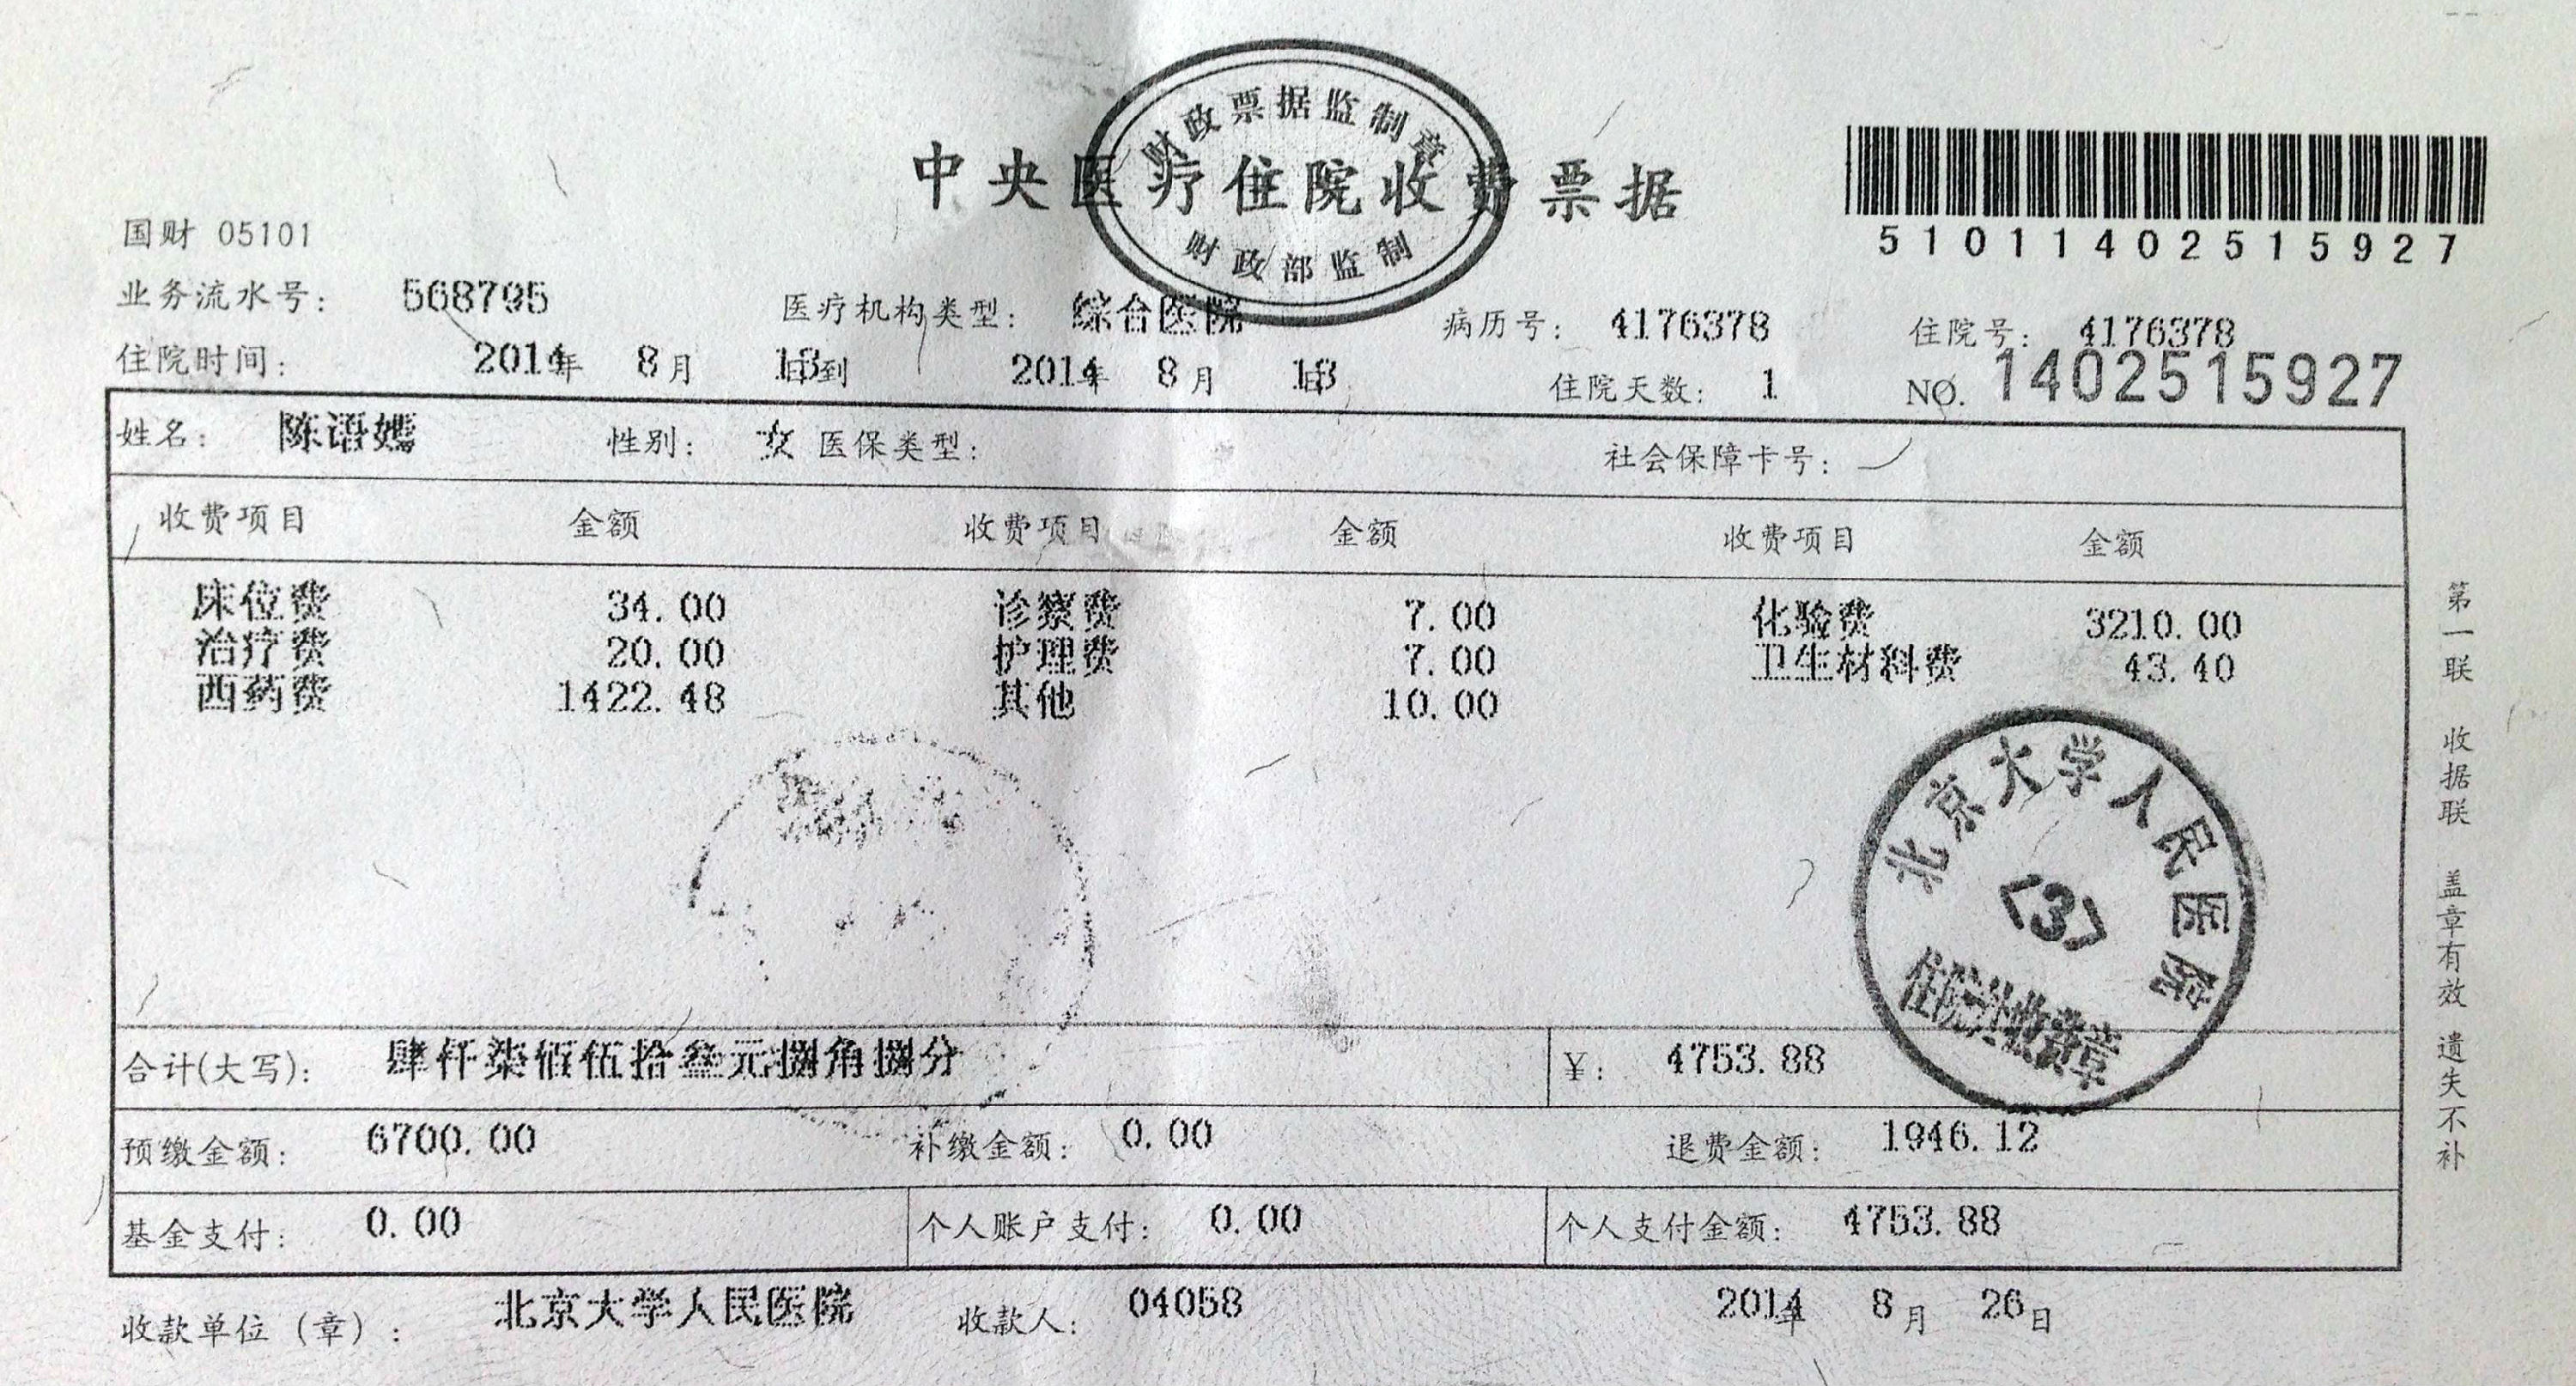 财政票据监制章
中央医疗住院收费票据
财政部监制
51011402515927
国财 05101
业务流水号： 568795 医疗机构类型： 综合医院 病历号： 4176378 住院号： 4176378
住院时间： 2014年 8月 13日到 2014年 8月 13日 住院天数： 1 NO. 1402515927
姓名： 陈语嫣 性别： 女 医保类型： 社会保障卡号：
收费项目 金额 收费项目 金额 收费项目 金额
床位费 34.00 诊察费 7.00 化验费 3210.00
治疗费 20.00 护理费 7.00 卫生材料费 43.40
西药费 1422.48 其他 10.00
北京大学人民医院
<3>
合计(大写)： 肆仟柒佰伍拾叁元捌角捌分 ￥： 4753.88
预缴金额： 6700.00 补缴金额： 0.00 退费金额： 1946.12
基金支付： 0.00 个人账户支付： 0.00 个人支付金额： 4753.88
收款单位（章）： 北京大学人民医院 收款人： 04058 2014年 8月 26日
第一联 收据联 盖章有效 遗失不补